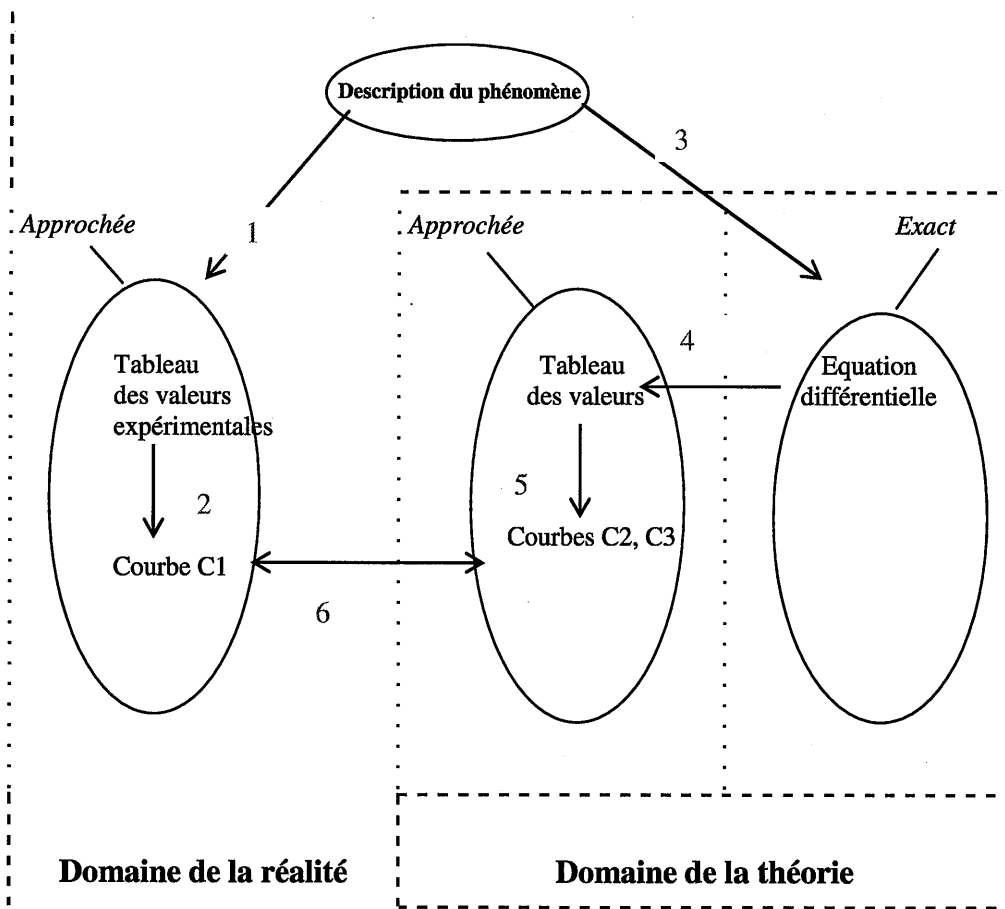 Description du phénomène
3
Approchée
1
Approchée
Exact
Tableau
des valeurs
expérimentales
2
Courbe C1
6
Tableau
des valeurs
4
5
Courbes C2, C3
Equation
différentielle
Domaine de la réalité
Domaine de la théorie